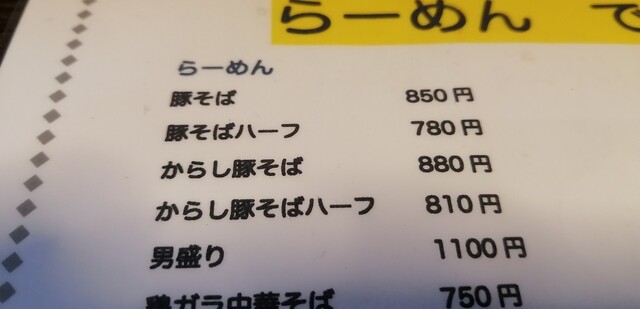 らーめん で
らーめん
豚そば 850円
豚そばハーフ 780円
からし豚そば 880円
からし豚そばハーフ 810円
男盛り 1100円
鶏ガラ中華そば 750円